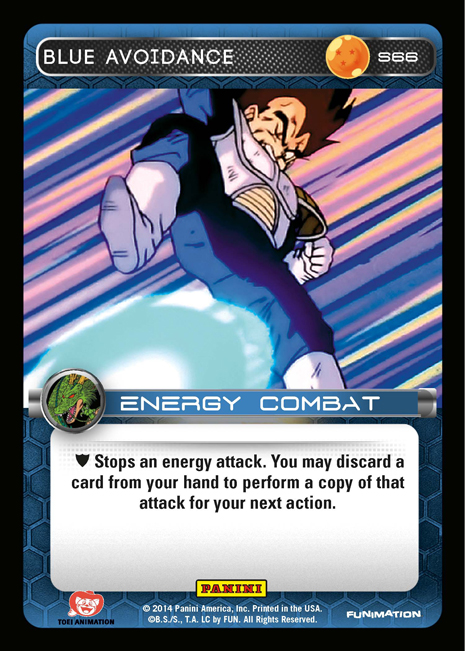 BLUE AVOIDANCE
S66
ENERGY COMBAT
Stops an energy attack. You may discard a
card from your hand to perform a copy of that
attack for your next action.
PANINI
© 2014 Panini America, Inc. Printed in the USA.
©B.S./S., T.A. LC by FUN. All Rights Reserved.
TOEI ANIMATION
FUNIMATION